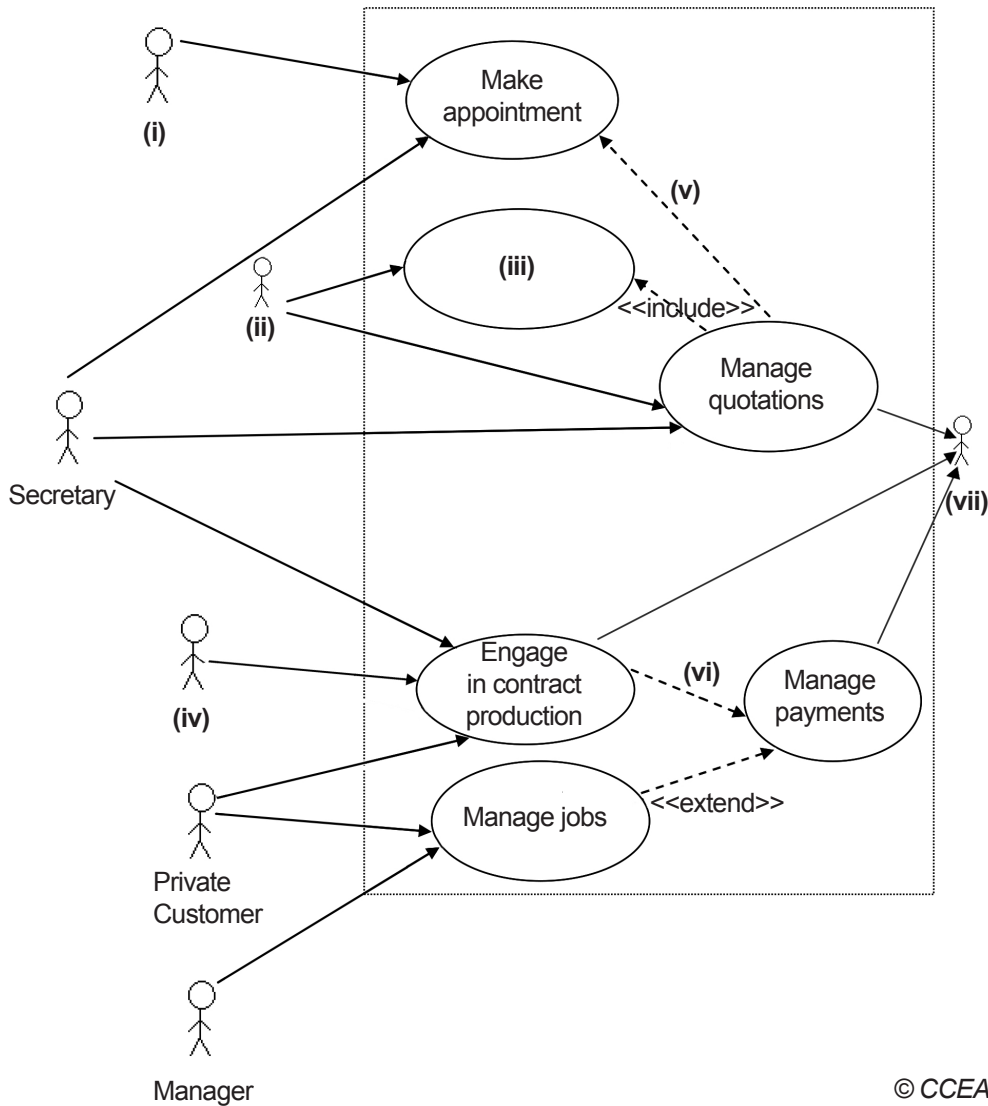 Make
appointment
(i)
(v)
(iii)
(ii)
<<include>>
Manage
quotations
Secretary
(vii)
Engage
in contract
production
(vi)
Manage
payments
(iv)
Manage jobs
<<extend>>
Private
Customer
Manager
© CCEA